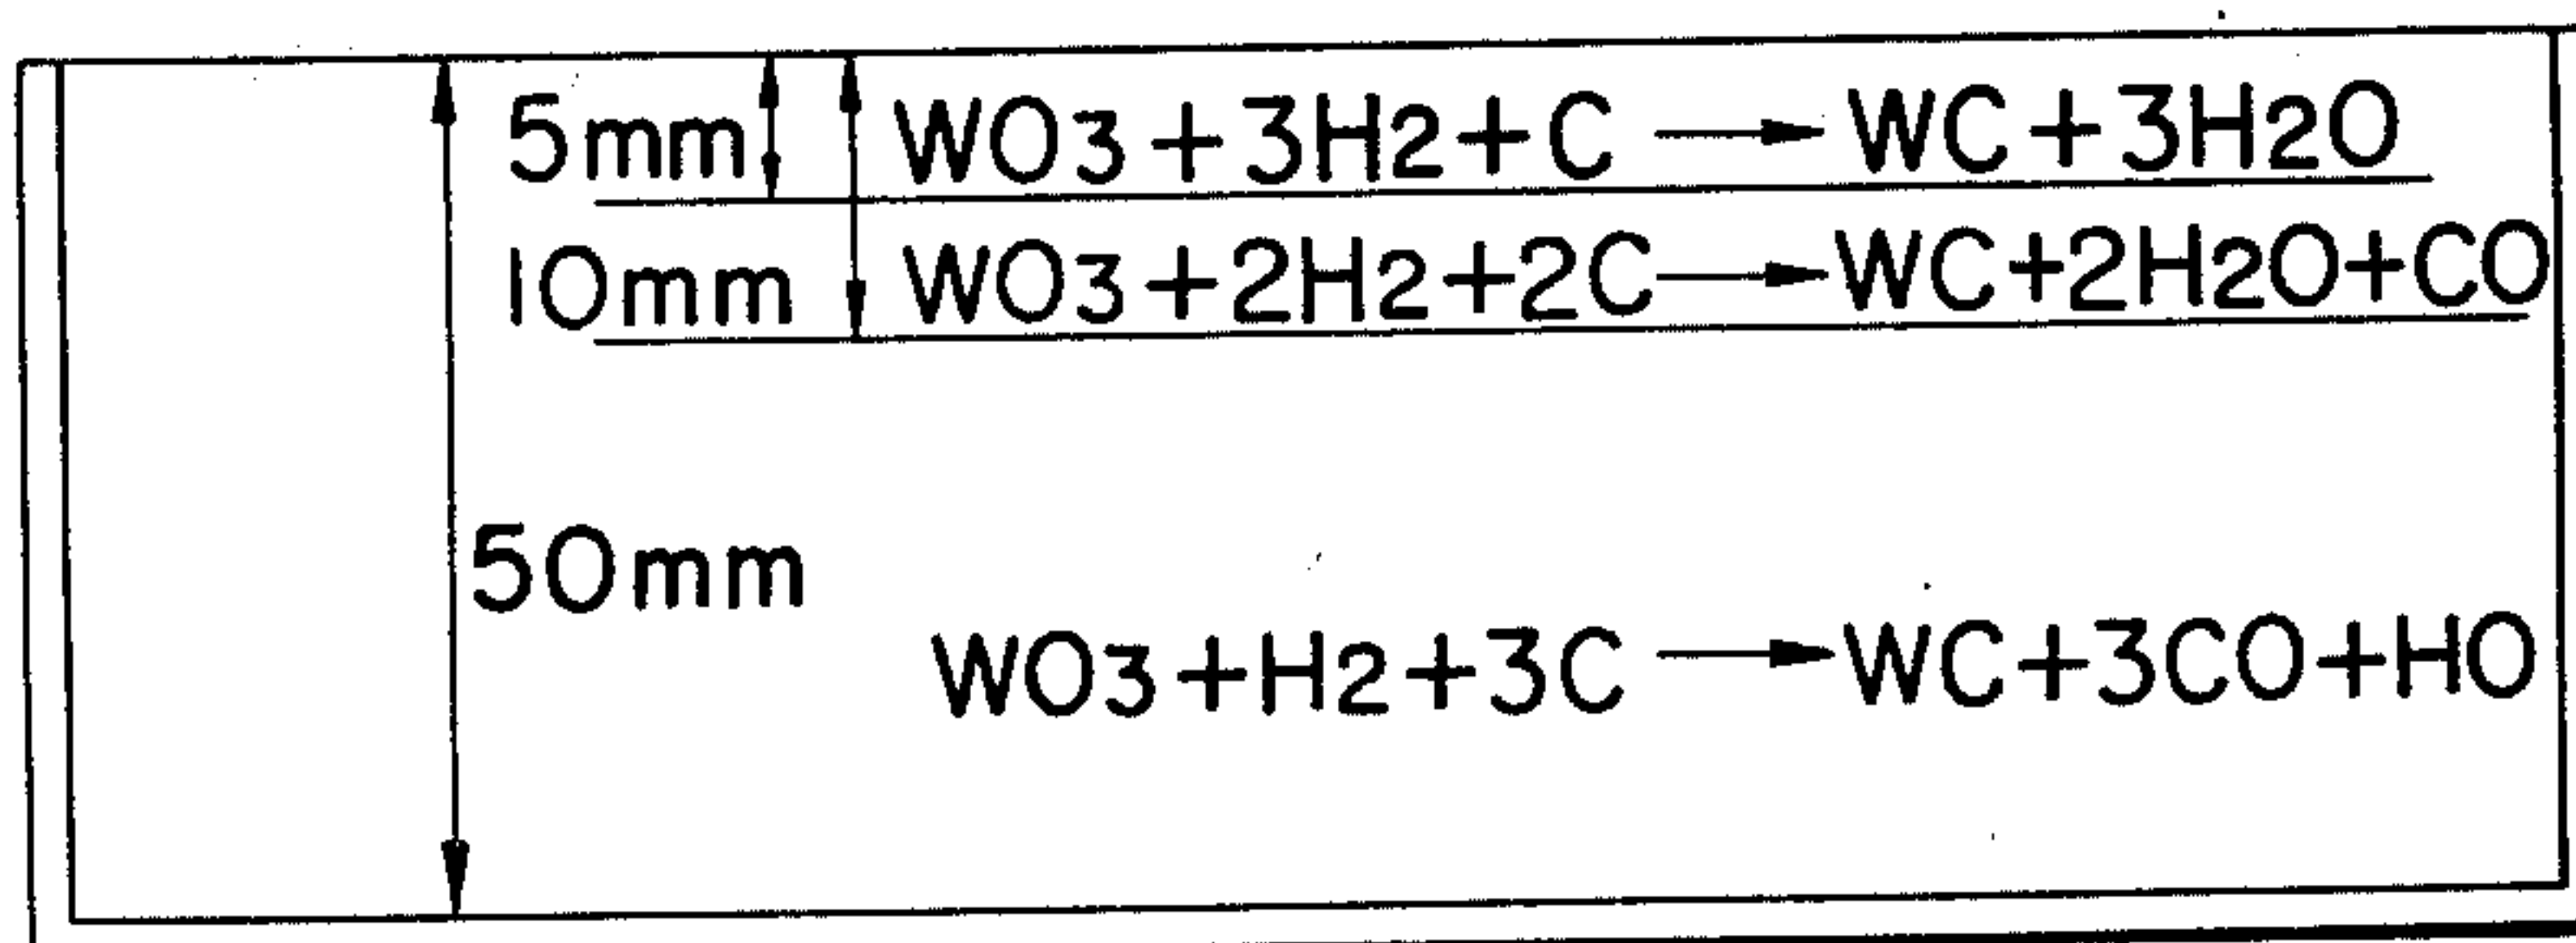 5mm WO3+3H2+C → WC+3H2O
10mm WO3+2H2+2C → WC+2H2O+CO
50mm
WO3+H2+3C → WC+3CO+HO